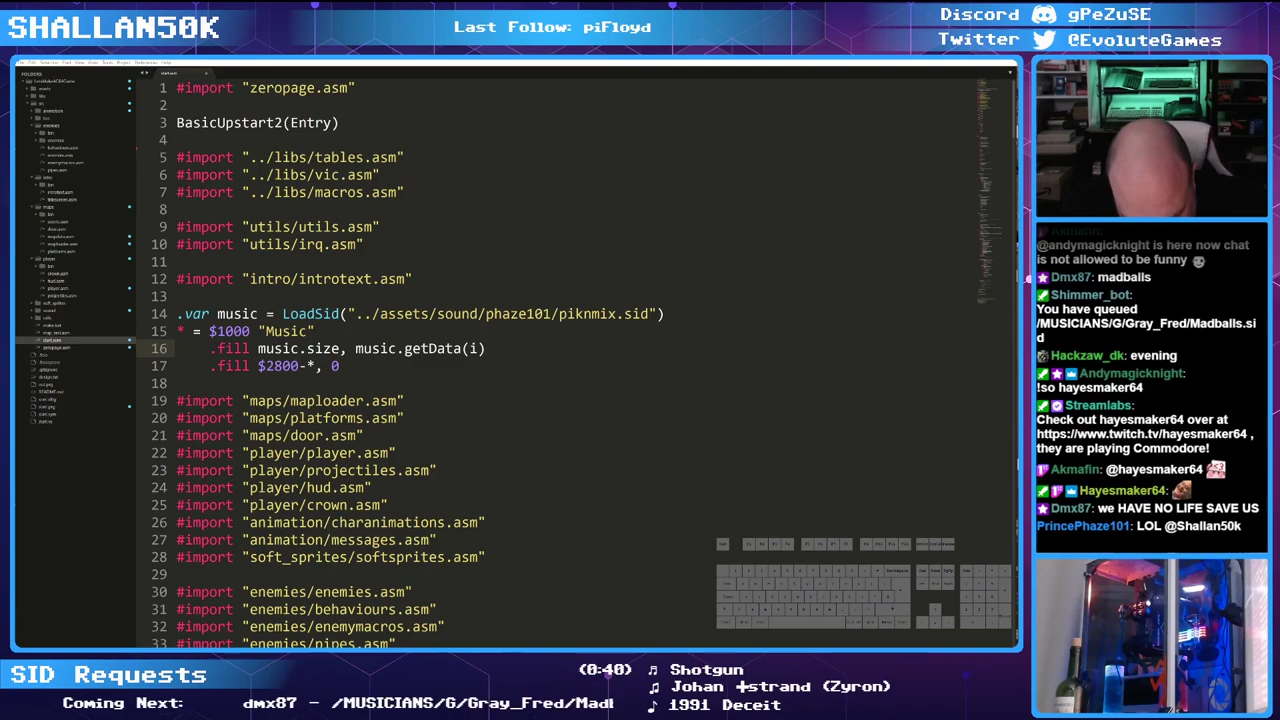 SHALLAN50K
Last Follow: piFloyd
Discord gPeZuSE
Twitter @EvoluteGames
FOLDERS
1 #import "zeropage.asm"
2
3 BasicUpstart2(Entry)
4
5 #import "../libs/tables.asm"
6 #import "../libs/vic.asm"
7 #import "../libs/macros.asm"
8
9 #import "utils/utils.asm"
10 #import "utils/irq.asm"
11
12 #import "intro/introtext.asm"
13
14 .var music = LoadSid("../assets/sound/phaze101/piknmix.sid")
15 * = $1000 "Music"
16 .fill music.size, music.getData(i)
17 .fill $2800-*, 0
18
19 #import "maps/maploader.asm"
20 #import "maps/platforms.asm"
21 #import "maps/door.asm"
22 #import "player/player.asm"
23 #import "player/projectiles.asm"
24 #import "player/hud.asm"
25 #import "player/crown.asm"
26 #import "animation/charanimations.asm"
27 #import "animation/messages.asm"
28 #import "soft_sprites/softsprites.asm"
29
30 #import "enemies/enemies.asm"
31 #import "enemies/behaviours.asm"
32 #import "enemies/enemymacros.asm"
33 #import "enemies/pipes.asm"
Akmafin:
@andymagicknight is here now chat
is not allowed to be funny
Dmx87: madballs
Shimmer_bot:
You have queued
/MUSICIANS/G/Gray_Fred/Madballs.si
d
Hackzaw_dk: evening
Andymagicknight:
!so hayesmaker64
Streamlabs:
Check out hayesmaker64 over at
https://www.twitch.tv/hayesmaker64 ,
they are playing Commodore!
Akmafin: @hayesmaker64
Hayesmaker64:
Dmx87: we HAVE NO LIFE SAVE US
PrincePhaze101: LOL @Shallan50k
SID Requests
(0:40) ♬ Shotgun
♫ Johan Åstrand (Zyron)
♪ 1991 Deceit
Coming Next: dmx87 - /MUSICIANS/G/Gray_Fred/Madl